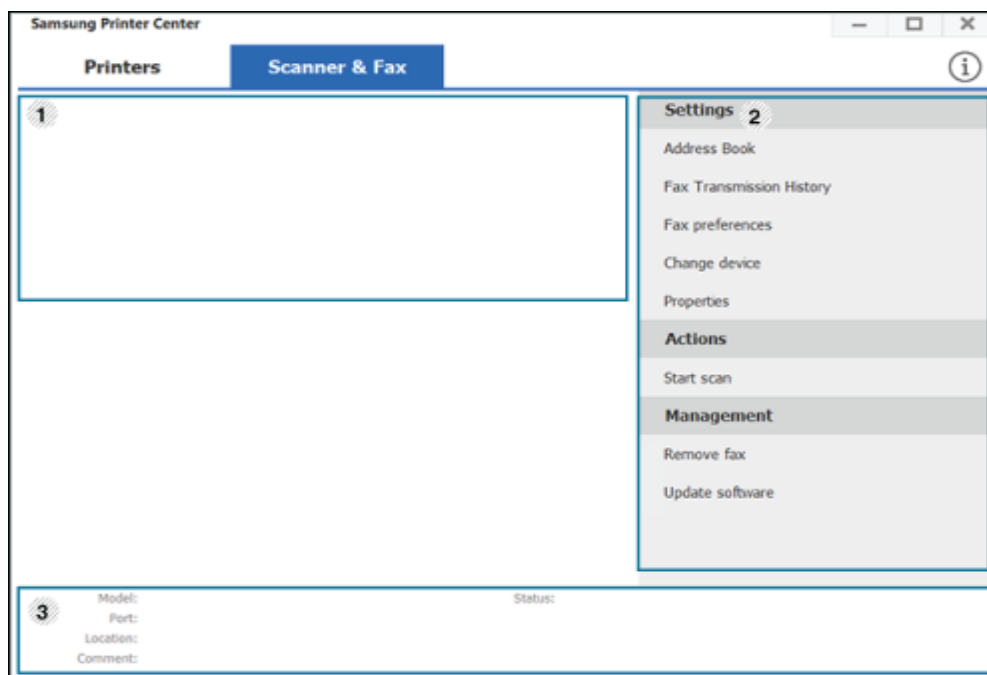 Samsung Printer Center
Printers
Scanner & Fax
i
1
Settings 2
Address Book
Fax Transmission History
Fax preferences
Change device
Properties
Actions
Start scan
Management
Remove fax
Update software
3
Model:
Status:
Port:
Location:
Comment: